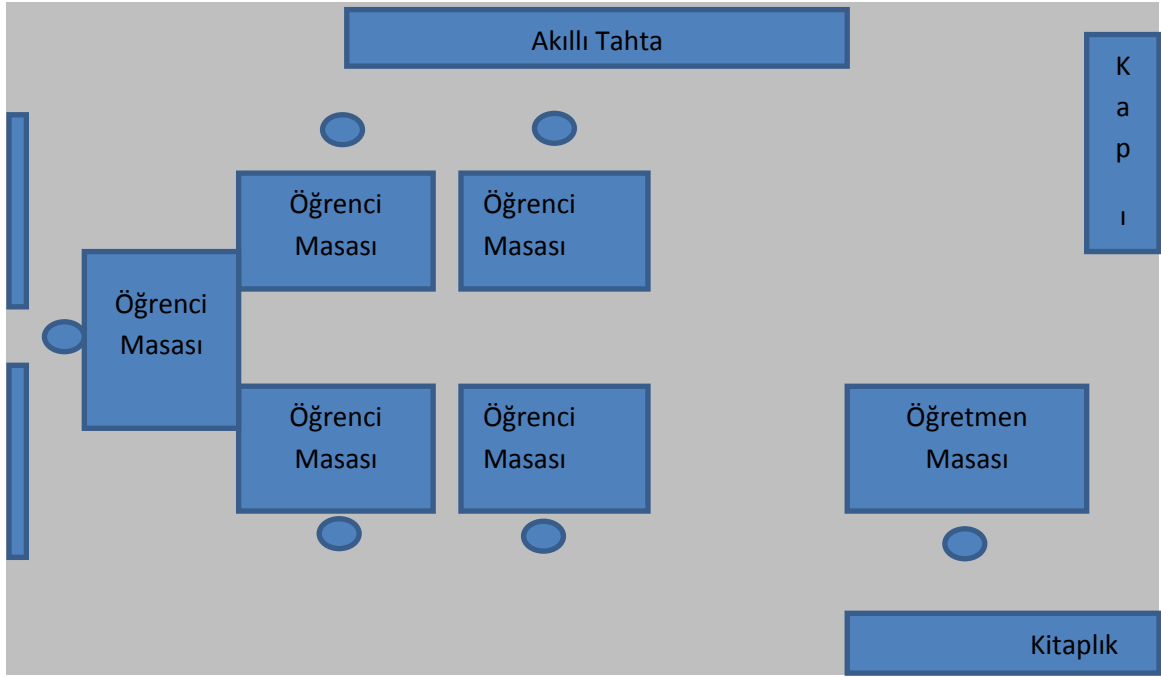 Akıllı Tahta
K
a
p
ı
Öğrenci
Masası
Öğrenci
Masası
Öğrenci
Masası
Öğrenci
Masası
Öğrenci
Masası
Öğretmen
Masası
Kitaplık